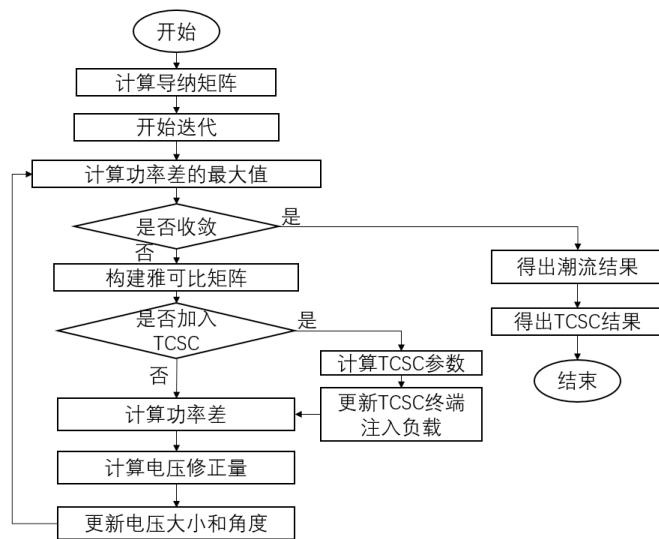 开始
计算导纳矩阵
开始迭代
计算功率差的最大值
是否收敛
是
否
构建雅可比矩阵
是否加入
TCSC
是
否
计算TCSC参数
更新TCSC终端
注入负载
计算功率差
计算电压修正量
更新电压大小和角度
得出潮流结果
得出TCSC结果
结束